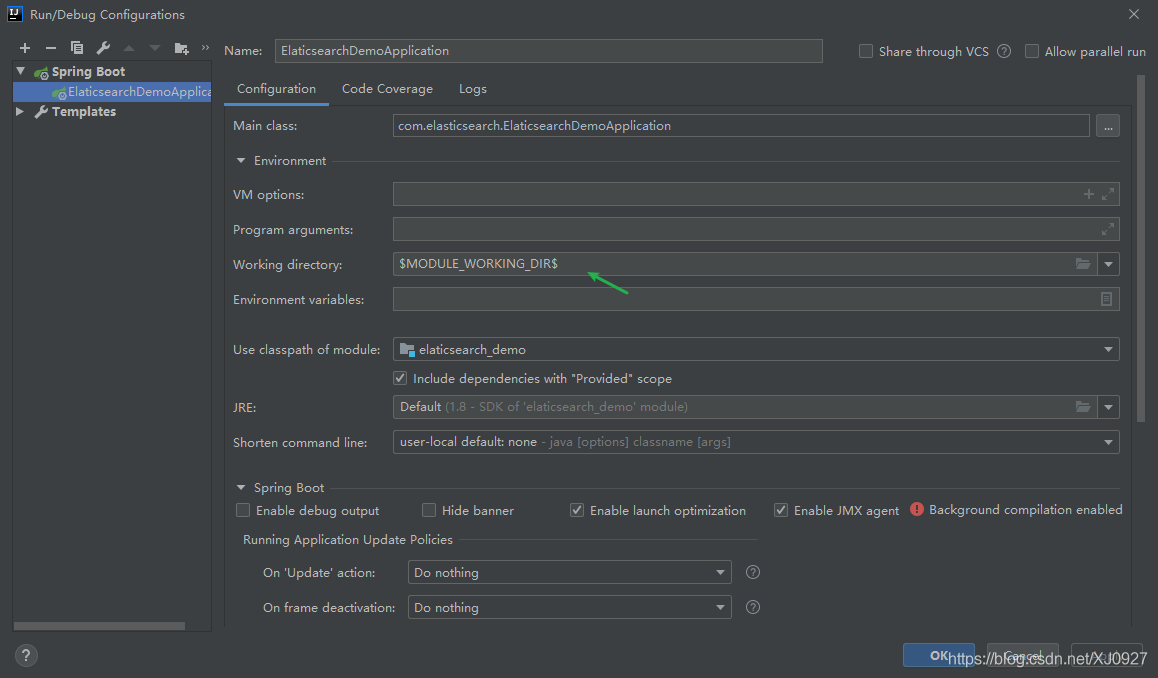 IJ Run/Debug Configurations
Name: ElaticsearchDemoApplication Share through VCS ? Allow parallel run
Spring Boot
ElaticsearchDemoApplica
Templates
Configuration Code Coverage Logs
Main class: com.elasticsearch.ElaticsearchDemoApplication ...
Environment
VM options:
Program arguments:
Working directory: $MODULE_WORKING_DIR$
Environment variables:
Use classpath of module: elaticsearch_demo
Include dependencies with "Provided" scope
JRE: Default (1.8 - SDK of 'elaticsearch_demo' module)
Shorten command line: user-local default: none - java [options] classname [args]
Spring Boot
Enable debug output Hide banner Enable launch optimization Enable JMX agent Background compilation enabled
Running Application Update Policies
On 'Update' action: Do nothing ?
On frame deactivation: Do nothing ?
? OK Cancel
https://blog.csdn.net/XJ0927